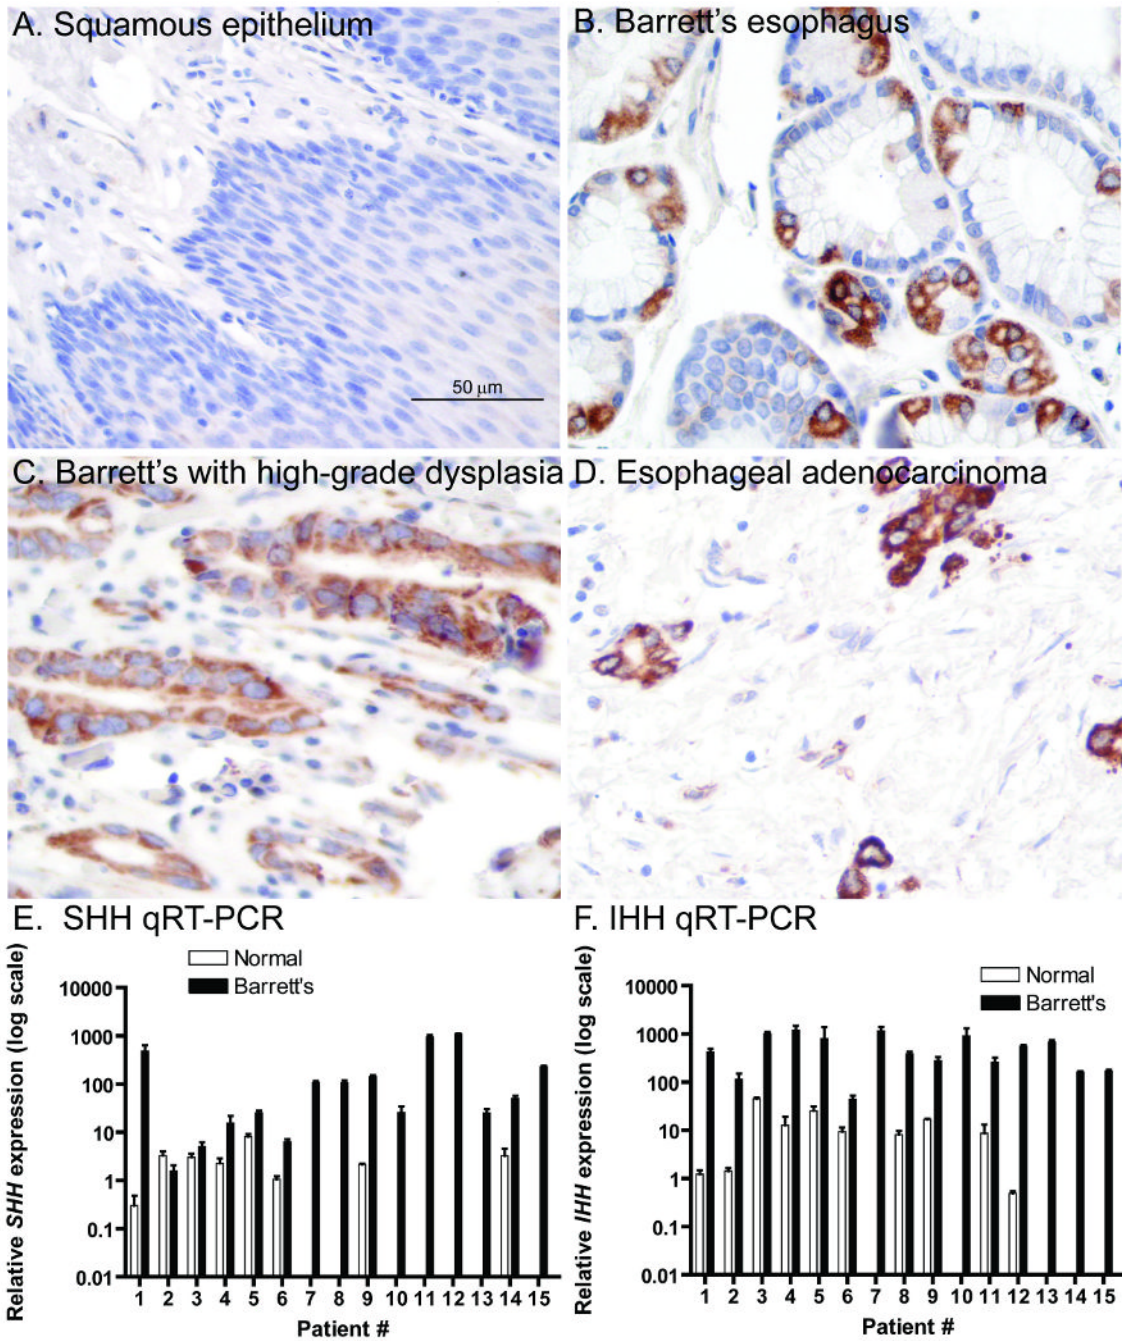 A. Squamous epithelium
B. Barrett's esophagus
50 μm
C. Barrett's with high-grade dysplasia
D. Esophageal adenocarcinoma
E. SHH qRT-PCR
Normal
Barrett's
Relative SHH expression (log scale)
10000
1000
100
10
1
0.1
0.01
1 2 3 4 5 6 7 8 9 10 11 12 13 14 15
Patient #
F. IHH qRT-PCR
Normal
Barrett's
Relative IHH expression (log scale)
10000
1000
100
10
1
0.1
0.01
1 2 3 4 5 6 7 8 9 10 11 12 13 14 15
Patient #